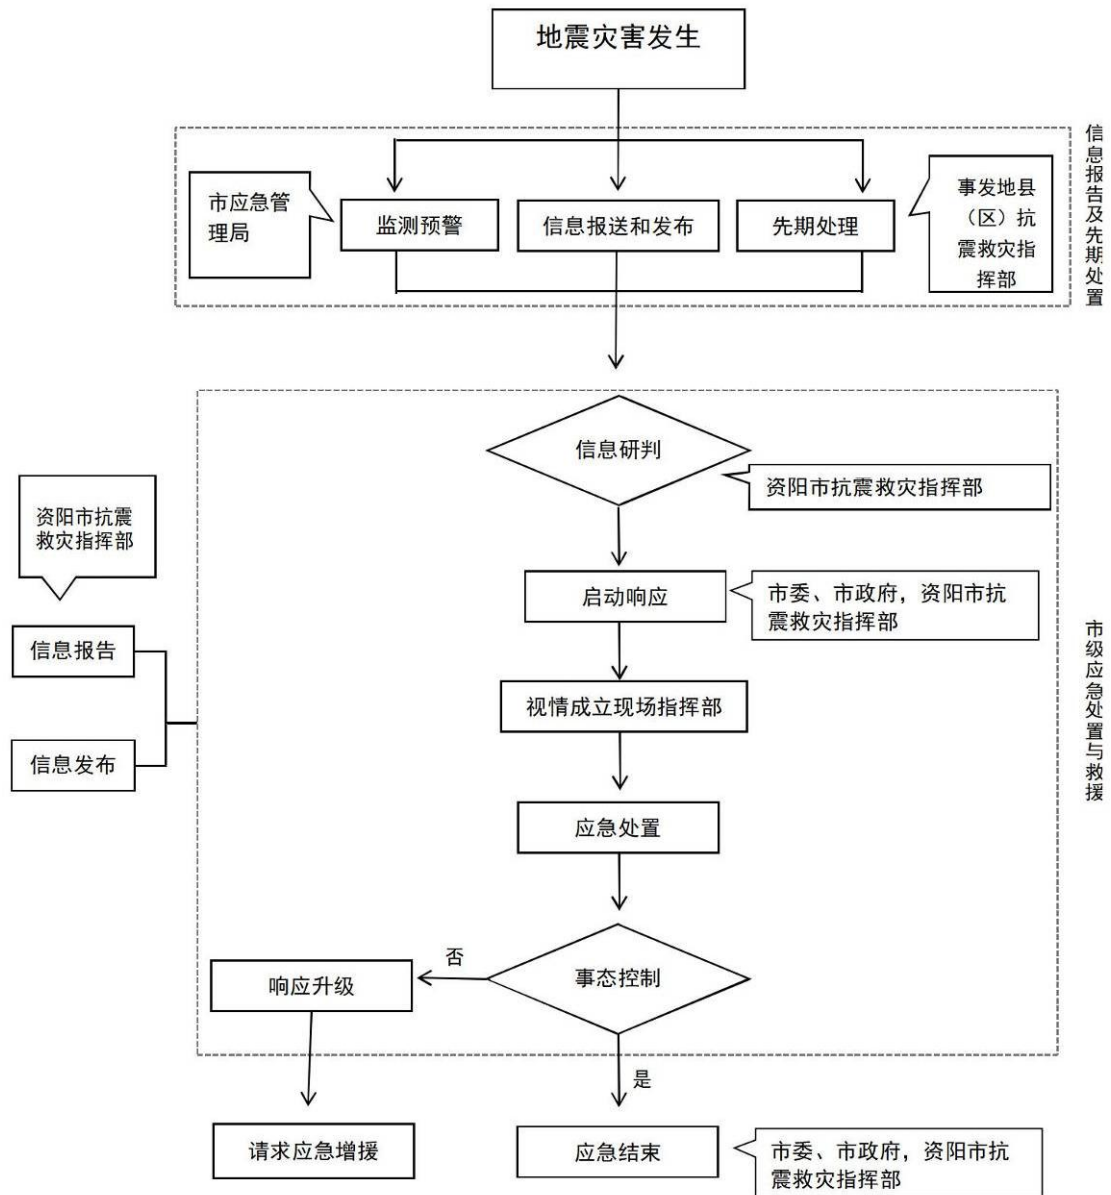 地震灾害发生
信息报告及先期处置
市应急管
理局
监测预警
信息报送和发布
先期处理
事发地县
（区）抗
震救灾指
挥部
信息研判
资阳市抗震救灾指挥部
资阳市抗震
救灾指挥部
启动响应
市委、市政府，资阳市抗
震救灾指挥部
信息报告
市级应急处置与救援
视情成立现场指挥部
信息发布
应急处置
否
事态控制
响应升级
是
请求应急增援
应急结束
市委、市政府，资阳市抗
震救灾指挥部